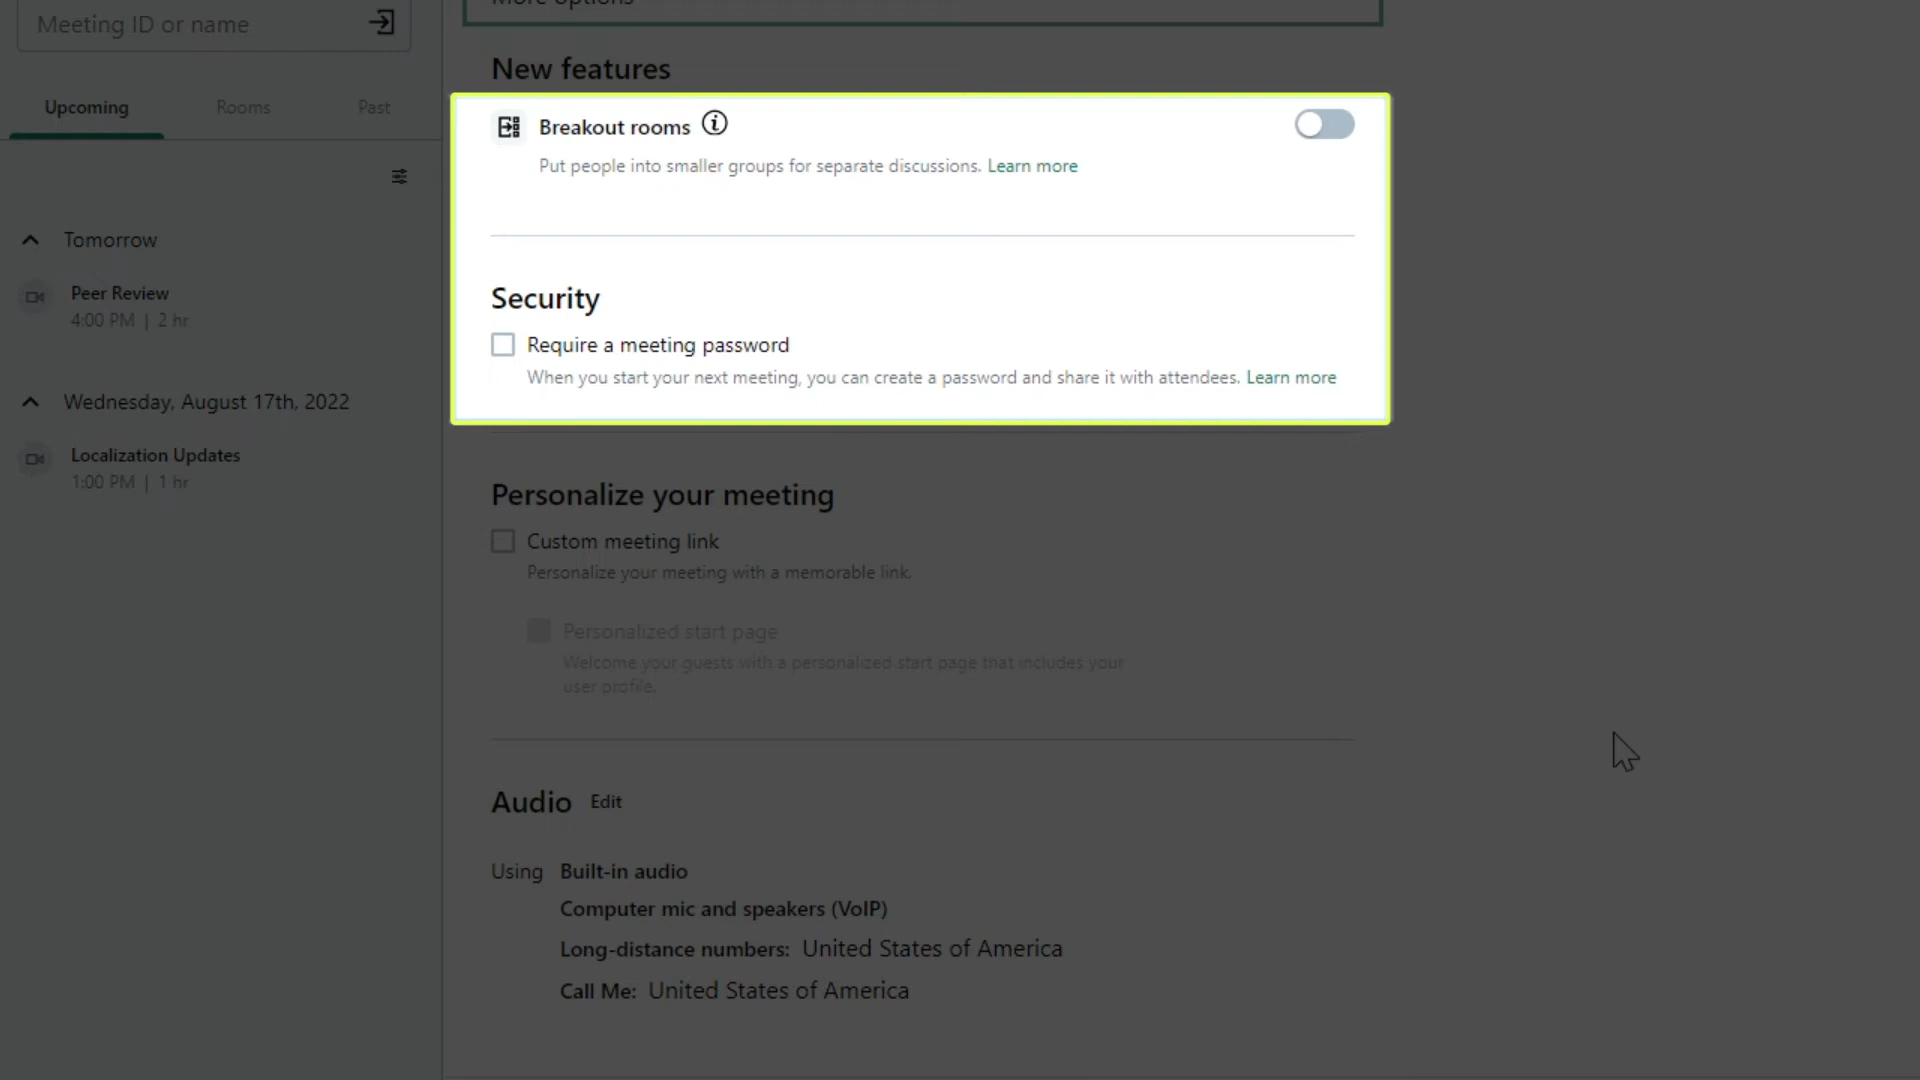 Meeting ID or name
Upcoming
Rooms
Past
Tomorrow
Peer Review
4:00 PM | 2 hr
Wednesday, August 17th, 2022
Localization Updates
1:00 PM | 1 hr
More options
New features
Breakout rooms
Put people into smaller groups for separate discussions. Learn more
Security
Require a meeting password
When you start your next meeting, you can create a password and share it with attendees. Learn more
Personalize your meeting
Custom meeting link
Personalize your meeting with a memorable link.
Personalized start page
Welcome your guests with a personalized start page that includes your
user profile.
Audio Edit
Using Built-in audio
Computer mic and speakers (VoIP)
Long-distance numbers: United States of America
Call Me: United States of America